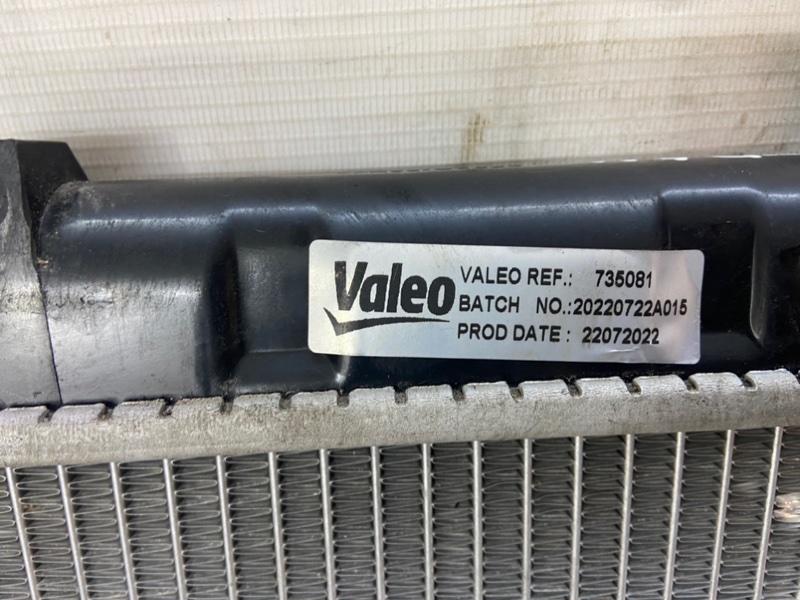 Valeo
VALEO REF.: 735081
BATCH NO.:20220722A015
PROD DATE : 22072022